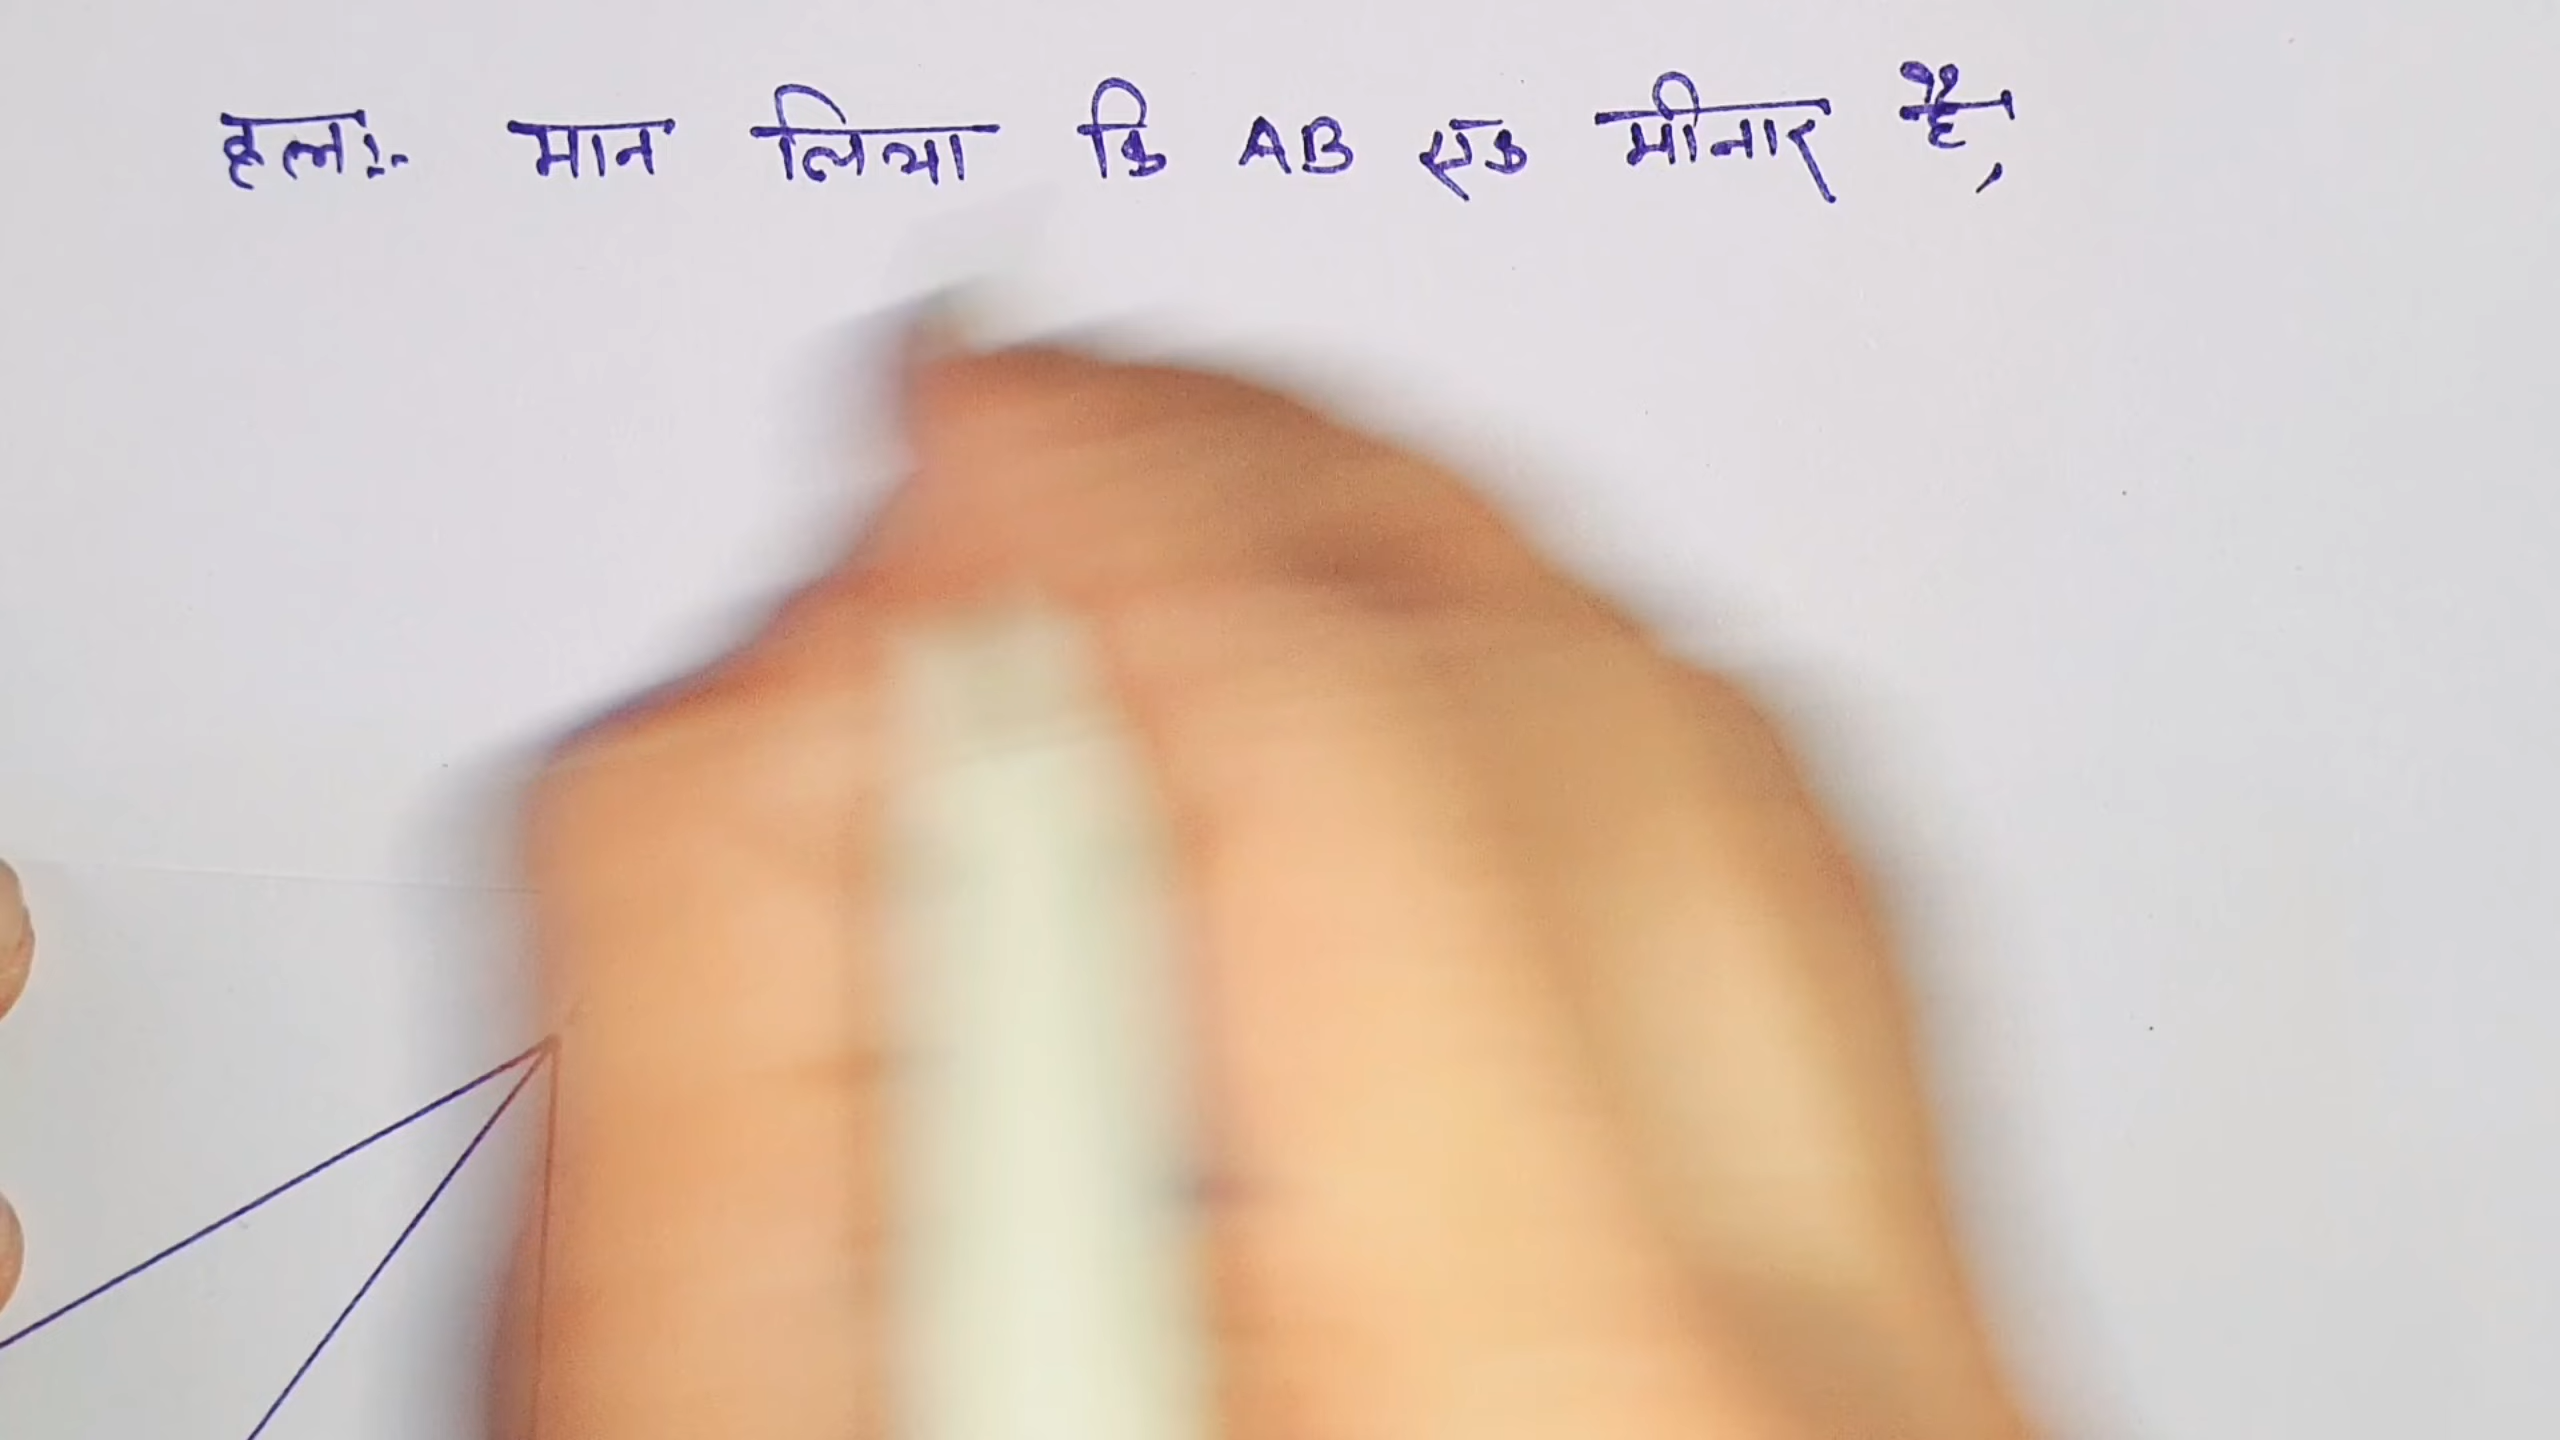 हलः- मान लिया कि AB एक मीनार है,